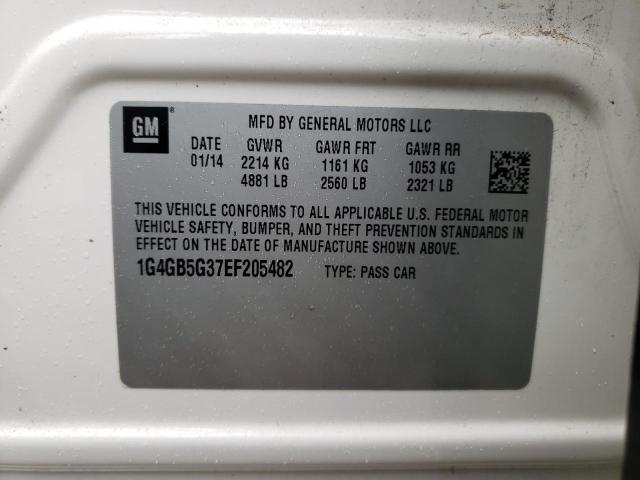 GM ®
MFD BY GENERAL MOTORS LLC
DATE GVWR GAWR FRT GAWR RR
01/14 2214 KG 1161 KG 1053 KG
4881 LB 2560 LB 2321 LB
THIS VEHICLE CONFORMS TO ALL APPLICABLE U.S. FEDERAL MOTOR
VEHICLE SAFETY, BUMPER, AND THEFT PREVENTION STANDARDS IN
EFFECT ON THE DATE OF MANUFACTURE SHOWN ABOVE.
1G4GB5G37EF205482 TYPE: PASS CAR